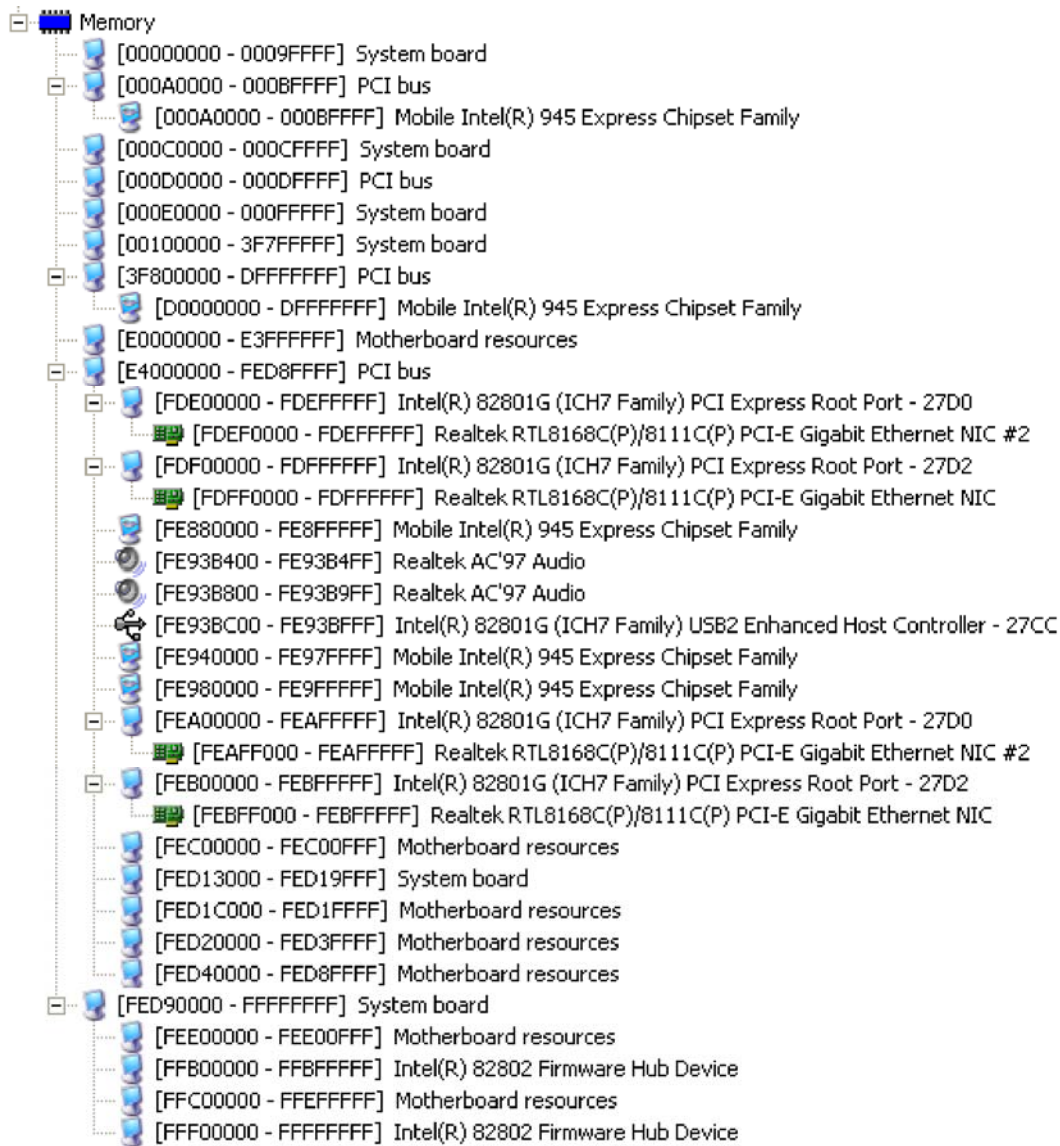 Memory
[00000000 - 0009FFFF] System board
[000A0000 - 000BFFFF] PCI bus
[000A0000 - 000BFFFF] Mobile Intel(R) 945 Express Chipset Family
[000C0000 - 000CFFFF] System board
[000D0000 - 000DFFFF] PCI bus
[000E0000 - 000FFFFF] System board
[00100000 - 3F7FFFFF] System board
[3F800000 - DFFFFFFF] PCI bus
[D0000000 - DFFFFFFF] Mobile Intel(R) 945 Express Chipset Family
[E0000000 - E3FFFFFF] Motherboard resources
[E4000000 - FED8FFFF] PCI bus
[FDE00000 - FDEFFFFF] Intel(R) 82801G (ICH7 Family) PCI Express Root Port - 27D0
[FDEF0000 - FDEFFFFF] Realtek RTL8168C(P)/8111C(P) PCI-E Gigabit Ethernet NIC #2
[FDF00000 - FDFFFFFF] Intel(R) 82801G (ICH7 Family) PCI Express Root Port - 27D2
[FDFF0000 - FDFFFFFF] Realtek RTL8168C(P)/8111C(P) PCI-E Gigabit Ethernet NIC
[FE880000 - FE8FFFFF] Mobile Intel(R) 945 Express Chipset Family
[FE93B400 - FE93B4FF] Realtek AC'97 Audio
[FE93B800 - FE93B9FF] Realtek AC'97 Audio
[FE93BC00 - FE93BFFF] Intel(R) 82801G (ICH7 Family) USB2 Enhanced Host Controller - 27CC
[FE940000 - FE97FFFF] Mobile Intel(R) 945 Express Chipset Family
[FE980000 - FE9FFFFF] Mobile Intel(R) 945 Express Chipset Family
[FEA00000 - FEAFFFFF] Intel(R) 82801G (ICH7 Family) PCI Express Root Port - 27D0
[FEAFF000 - FEAFFFFF] Realtek RTL8168C(P)/8111C(P) PCI-E Gigabit Ethernet NIC #2
[FEB00000 - FEBFFFFF] Intel(R) 82801G (ICH7 Family) PCI Express Root Port - 27D2
[FEBFF000 - FEBFFFFF] Realtek RTL8168C(P)/8111C(P) PCI-E Gigabit Ethernet NIC
[FEC00000 - FEC00FFF] Motherboard resources
[FED13000 - FED19FFF] System board
[FED1C000 - FED1FFFF] Motherboard resources
[FED20000 - FED3FFFF] Motherboard resources
[FED40000 - FED8FFFF] Motherboard resources
[FED90000 - FFFFFFFF] System board
[FEE00000 - FEE00FFF] Motherboard resources
[FFB00000 - FFBFFFFF] Intel(R) 82802 Firmware Hub Device
[FFC00000 - FFEFFFFF] Motherboard resources
[FFF00000 - FFFFFFFF] Intel(R) 82802 Firmware Hub Device